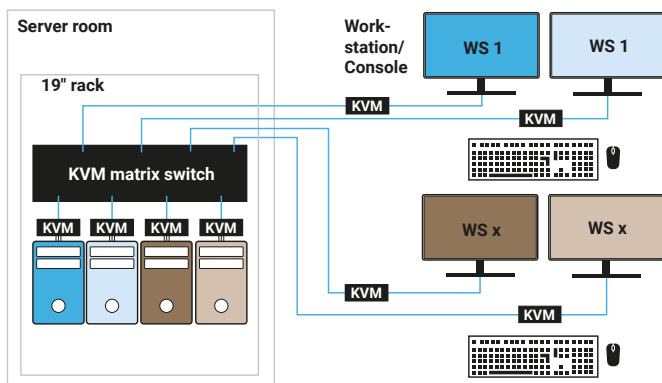 Server room
Work-
station/
Console
WS 1
WS 1
19" rack
KVM
KVM
KVM matrix switch
KVM
KVM
KVM
KVM
WS x
WS x
KVM
KVM